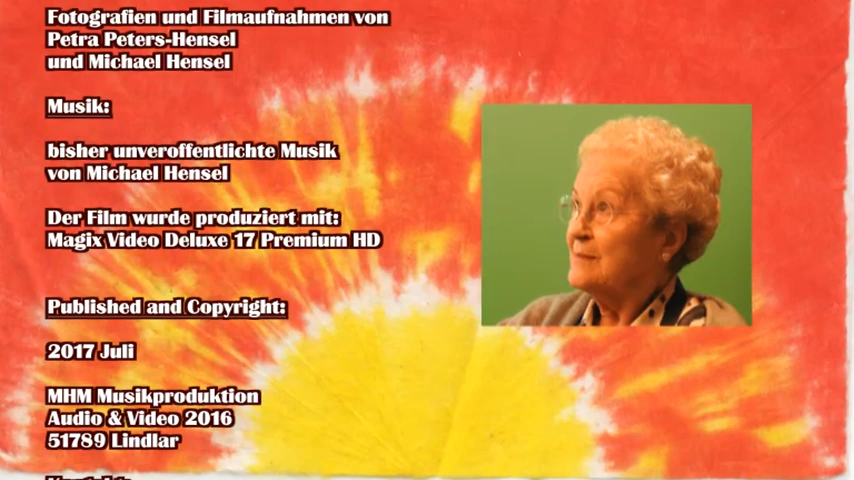 Fotografien und Filmaufnahmen von
Petra Peters-Hensel
und Michael Hensel
Musik:
bisher unveroffentlichte Musik
von Michael Hensel
Der Film wurde produziert mit:
Magix Video Deluxe 17 Premium HD
Published and Copyright:
2017 Juli
MHM Musikproduktion
Audio & Video 2016
51789 Lindlar